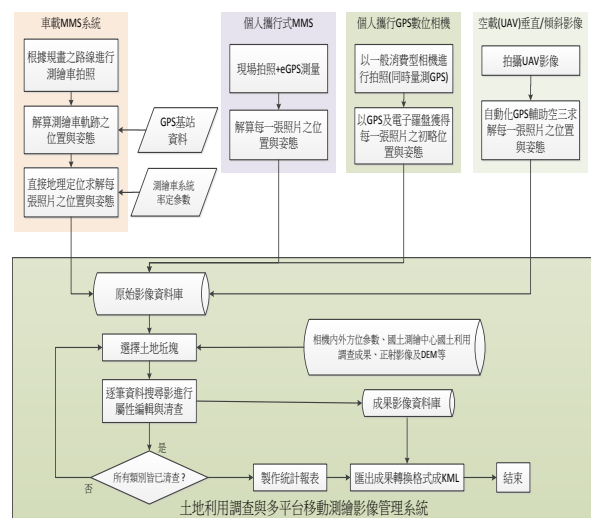 車載MMS系統
根據規畫之路線進行
測繪車拍照
解算測繪車軌跡之
位置與姿態
GPS基站
資料
直接地理定位求解每
張照片之位置與姿態
測繪車系統
率定參數
個人攜行式MMS
現場拍照+eGPS測量
解算每一張照片之位
置與姿態
個人攜行GPS數位相機
以一般消費型相機進
行拍照(同時量測GPS)
以GPS及電子羅盤獲得
每一張照片之初略位
置與姿態
空載(UAV)垂直/傾斜影像
拍攝UAV影像
自動化GPS輔助空三求
解每一張照片之位置
與姿態
原始影像資料庫
選擇土地坵塊
相機內外方位參數、國土測繪中心國土利用
調查成果、正射影像及DEM等
逐筆資料搜尋影進行
屬性編輯與清查
成果影像資料庫
是
所有類別皆已清查?
否
製作統計報表
匯出成果轉換格式成KML
結束
土地利用調查與多平台移動測繪影像管理系統